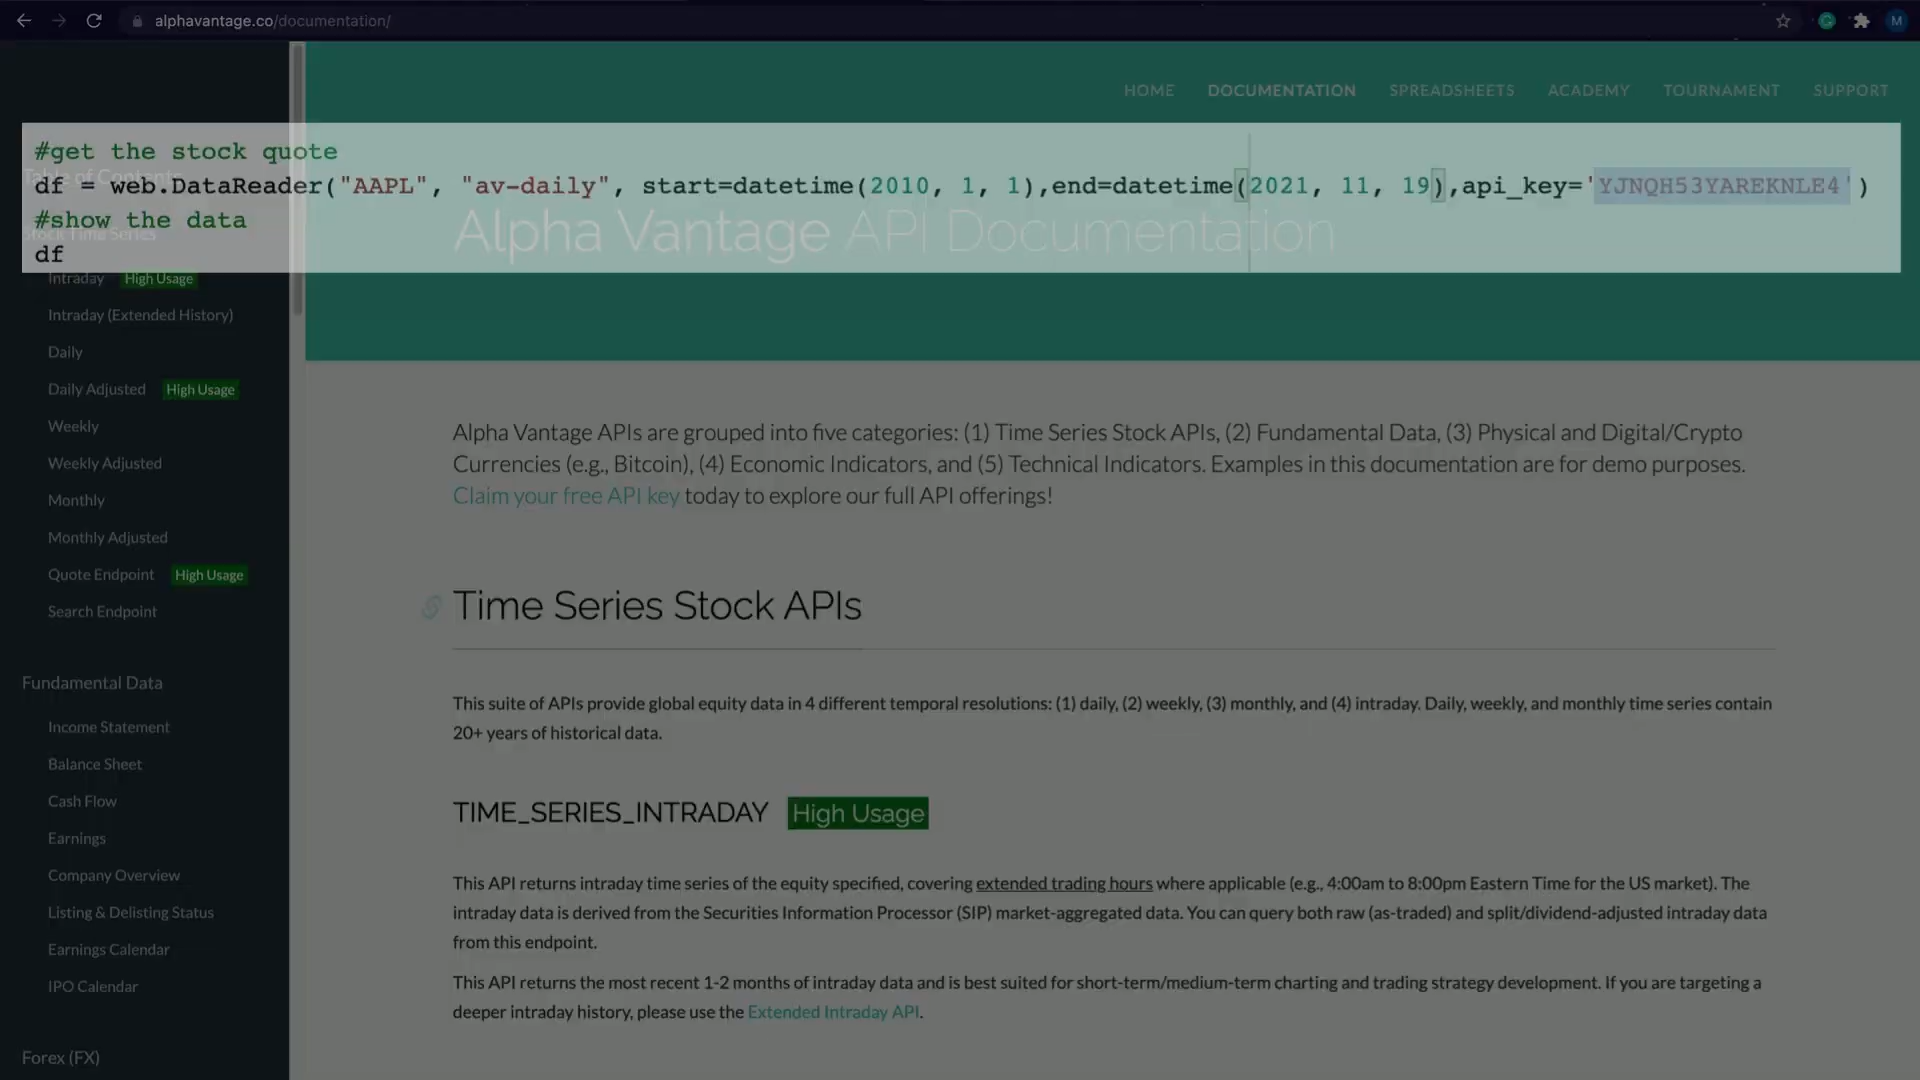 alphavantage.co/documentation/
M
HOME DOCUMENTATION SPREADSHEETS ACADEMY TOURNAMENT SUPPORT
#get the stock quote
df = web.DataReader("AAPL", "av-daily", start=datetime(2010, 1, 1),end=datetime(2021, 11, 19),api_key='YJNQH53YAREKNLE4')
#show the data
df
Table of Contents
Stock Time Series
Intraday High Usage
Intraday (Extended History)
Daily
Daily Adjusted High Usage
Weekly
Weekly Adjusted
Monthly
Monthly Adjusted
Quote Endpoint High Usage
Search Endpoint
Fundamental Data
Income Statement
Balance Sheet
Cash Flow
Earnings
Company Overview
Listing & Delisting Status
Earnings Calendar
IPO Calendar
Forex (FX)
Alpha Vantage API Documentation
Alpha Vantage APIs are grouped into five categories: (1) Time Series Stock APIs, (2) Fundamental Data, (3) Physical and Digital/Crypto
Currencies (e.g., Bitcoin), (4) Economic Indicators, and (5) Technical Indicators. Examples in this documentation are for demo purposes.
Claim your free API key today to explore our full API offerings!
Time Series Stock APIs
This suite of APIs provide global equity data in 4 different temporal resolutions: (1) daily, (2) weekly, (3) monthly, and (4) intraday. Daily, weekly, and monthly time series contain
20+ years of historical data.
TIME_SERIES_INTRADAY High Usage
This API returns intraday time series of the equity specified, covering extended trading hours where applicable (e.g., 4:00am to 8:00pm Eastern Time for the US market). The
intraday data is derived from the Securities Information Processor (SIP) market-aggregated data. You can query both raw (as-traded) and split/dividend-adjusted intraday data
from this endpoint.
This API returns the most recent 1-2 months of intraday data and is best suited for short-term/medium-term charting and trading strategy development. If you are targeting a
deeper intraday history, please use the Extended Intraday API.